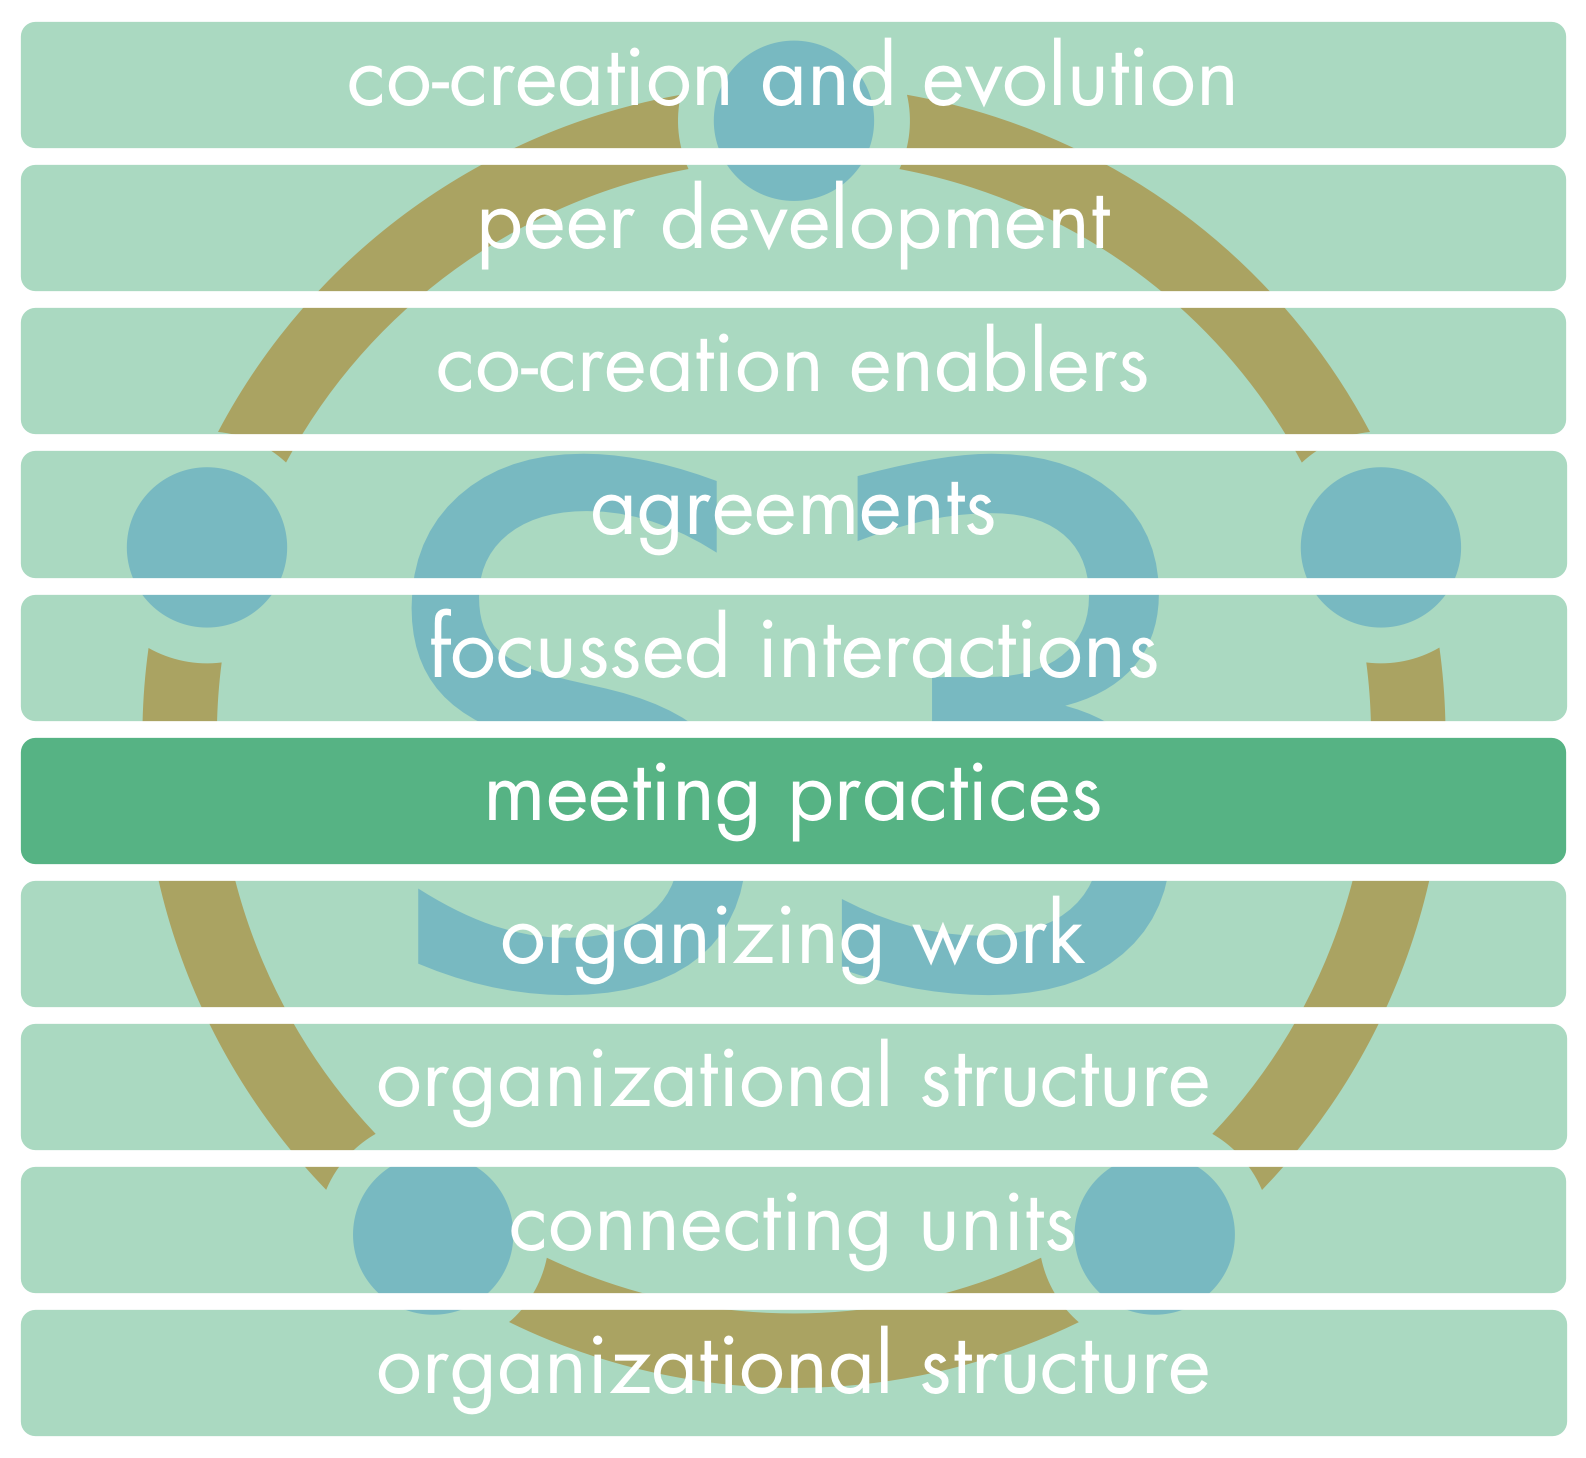 co-creation and evolution
peer development
co-creation enablers
agreements
focussed interactions
meeting practices
organizing work
organizational structure
connecting units
organizational structure
S3